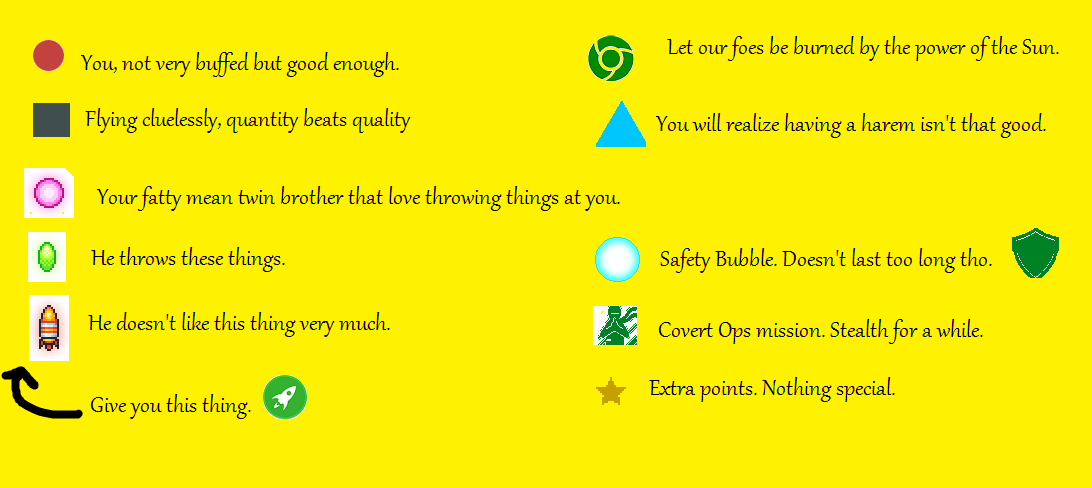 You, not very buffed but good enough.
Flying cluelessly, quantity beats quality
Your fatty mean twin brother that love throwing things at you.
He throws these things.
He doesn't like this thing very much.
Give you this thing.
Let our foes be burned by the power of the Sun.
You will realize having a harem isn't that good.
Safety Bubble. Doesn't last too long tho.
Covert Ops mission. Stealth for a while.
Extra points. Nothing special.